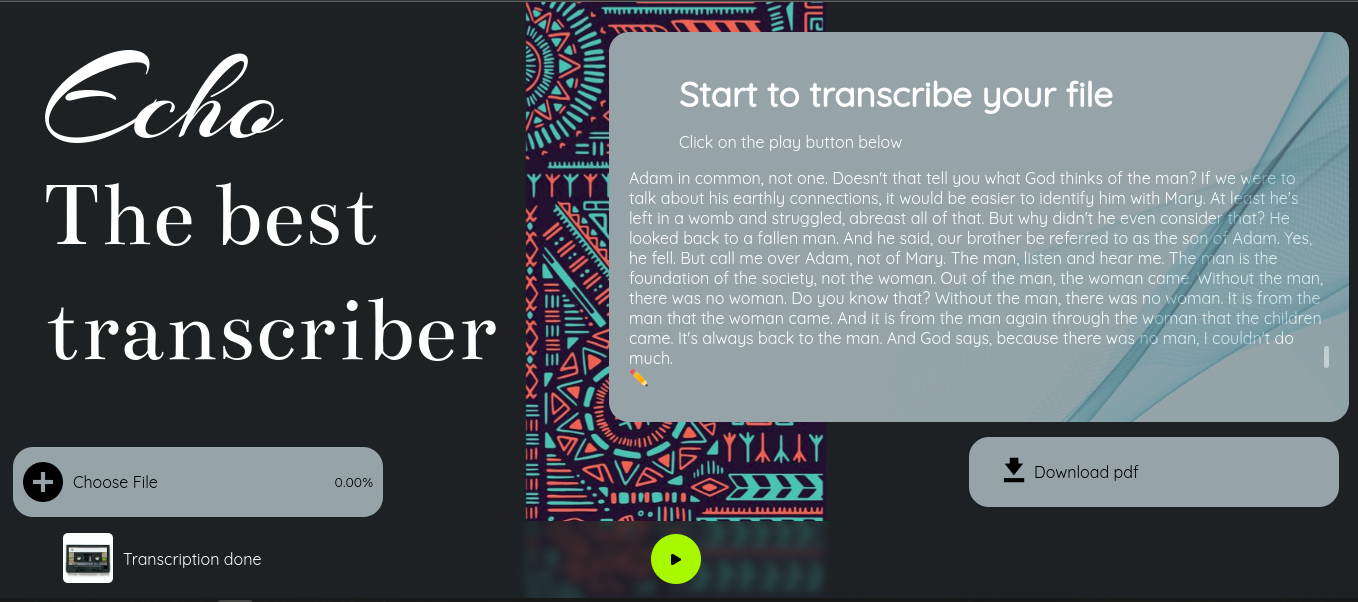 Echo
The best
transcriber
Start to transcribe your file
Click on the play button below
Adam in common, not one. Doesn't that tell you what God thinks of the man? If we were to
talk about his earthly connections, it would be easier to identify him with Mary. At least he's
left in a womb and struggled, abreast all of that. But why didn't he even consider that? He
looked back to a fallen man. And he said, our brother be referred to as the son of Adam. Yes,
he fell. But call me over Adam, not of Mary. The man, listen and hear me. The man is the
foundation of the society, not the woman. Out of the man, the woman came. Without the man,
there was no woman. Do you know that? Without the man, there was no woman. It is from the
man that the woman came. And it is from the man again through the woman that the children
came. It's always back to the man. And God says, because there was no man, I couldn't do
much.
Choose File 0.00%
Download pdf
Transcription done